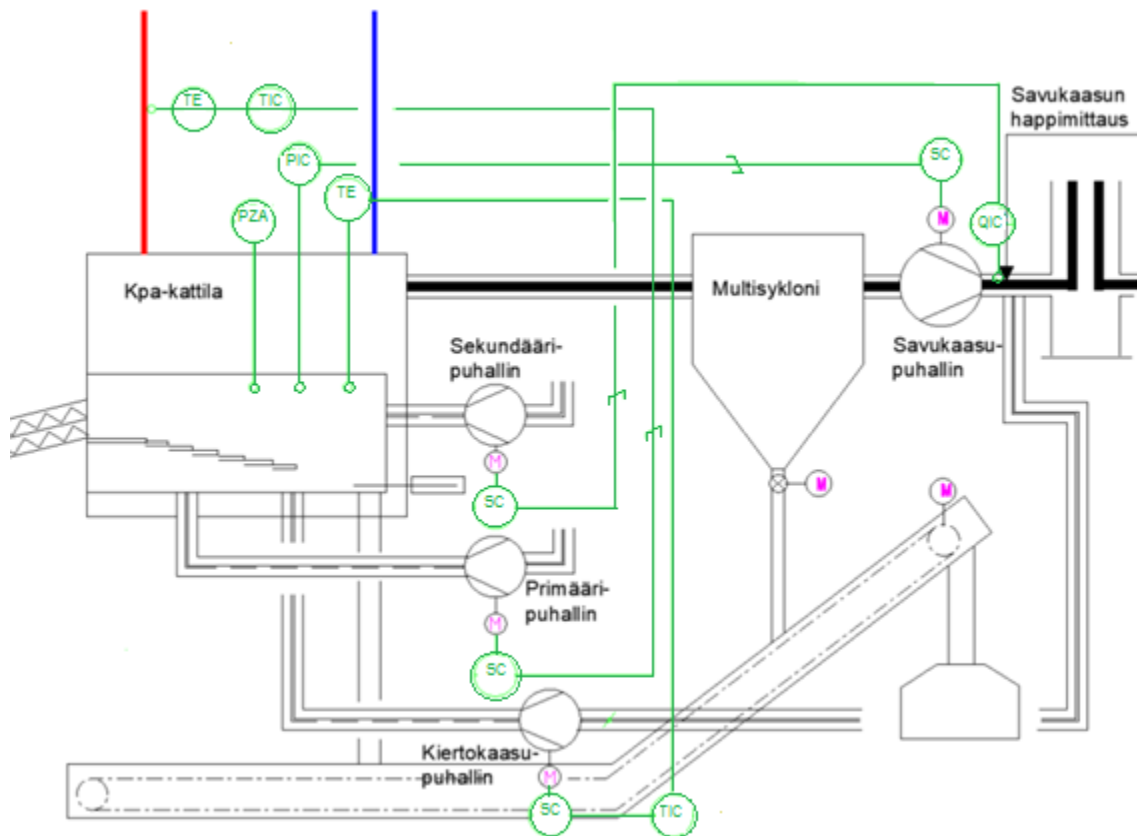 Savukaasun
happimittaus
TE
TIC
PIC
SC
TE
PZA
M
QIC
Kpa-kattila
Multisykloni
Savukaasu-
puhallin
Sekundääri-
puhallin
M
SC
M
M
Primääri-
puhallin
M
SC
Kiertokaasu-
puhallin
M
SC
TIC